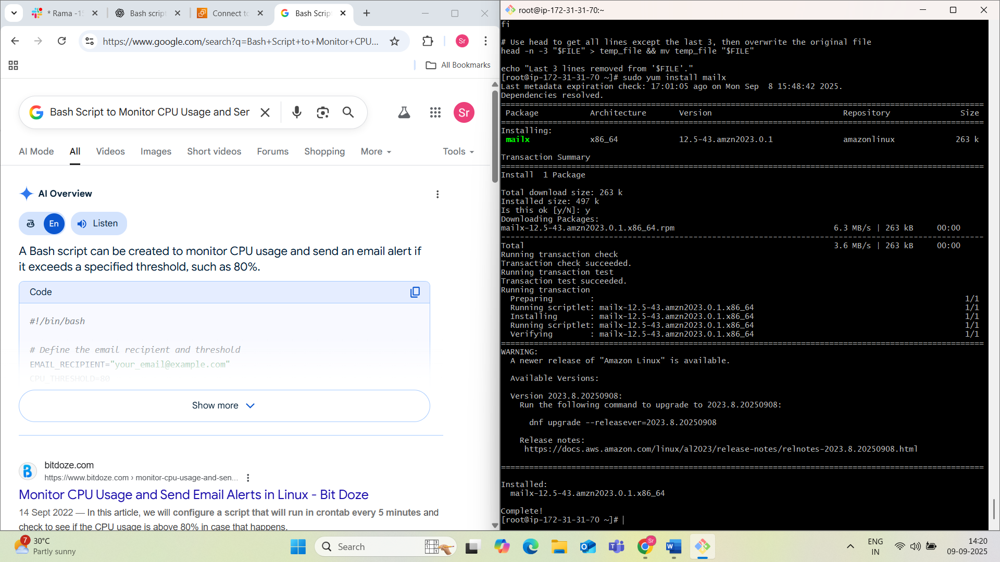 * Rama -1
Bash script
Connect to
Bash Scrip
https://www.google.com/search?q=Bash+Script+to+Monitor+CPU...
Sr
All Bookmarks
Bash Script to Monitor CPU Usage and Ser
Sr
AI Mode
All
Videos
Images
Short videos
Forums
Shopping
More
Tools
AI Overview
En
Listen
A Bash script can be created to monitor CPU usage and send an email alert if
it exceeds a specified threshold, such as 80%.
Code
#!/bin/bash
# Define the email recipient and threshold
EMAIL_RECIPIENT="your_email@example.com"
CPU_THRESHOLD=80
Show more
bitdoze.com
https://www.bitdoze.com › monitor-cpu-usage-and-sen...
Monitor CPU Usage and Send Email Alerts in Linux - Bit Doze
14 Sept 2022 — In this article, we will configure a script that will run in crontab every 5 minutes and
check to see if the CPU usage is above 80% in case that happens.
root@ip-172-31-31-70:~
fi
# Use head to get all lines except the last 3, then overwrite the original file
head -n -3 "$FILE" > temp_file && mv temp_file "$FILE"
echo "Last 3 lines removed from '$FILE'."
[root@ip-172-31-31-70 ~]# sudo yum install mailx
Last metadata expiration check: 17:01:05 ago on Mon Sep  8 15:48:42 2025.
Dependencies resolved.
Package Architecture Version Repository Size
Installing:
mailx x86_64 12.5-43.amzn2023.0.1 amazonlinux 263 k
Transaction Summary
Install  1 Package
Total download size: 263 k
Installed size: 497 k
Is this ok [y/N]: y
Downloading Packages:
mailx-12.5-43.amzn2023.0.1.x86_64.rpm 6.3 MB/s | 263 kB 00:00
Total 3.6 MB/s | 263 kB 00:00
Running transaction check
Transaction check succeeded.
Running transaction test
Transaction test succeeded.
Running transaction
Preparing : 1/1
Running scriptlet: mailx-12.5-43.amzn2023.0.1.x86_64 1/1
Installing : mailx-12.5-43.amzn2023.0.1.x86_64 1/1
Running scriptlet: mailx-12.5-43.amzn2023.0.1.x86_64 1/1
Verifying : mailx-12.5-43.amzn2023.0.1.x86_64 1/1
WARNING:
A newer release of "Amazon Linux" is available.
Available Versions:
Version 2023.8.20250908:
Run the following command to upgrade to 2023.8.20250908:
dnf upgrade --releasever=2023.8.20250908
Release notes:
https://docs.aws.amazon.com/linux/al2023/release-notes/relnotes-2023.8.20250908.html
Installed:
mailx-12.5-43.amzn2023.0.1.x86_64
Complete!
[root@ip-172-31-31-70 ~]#
7
30°C
Partly sunny
Search
Sr
ENG
IN
14:20
09-09-2025